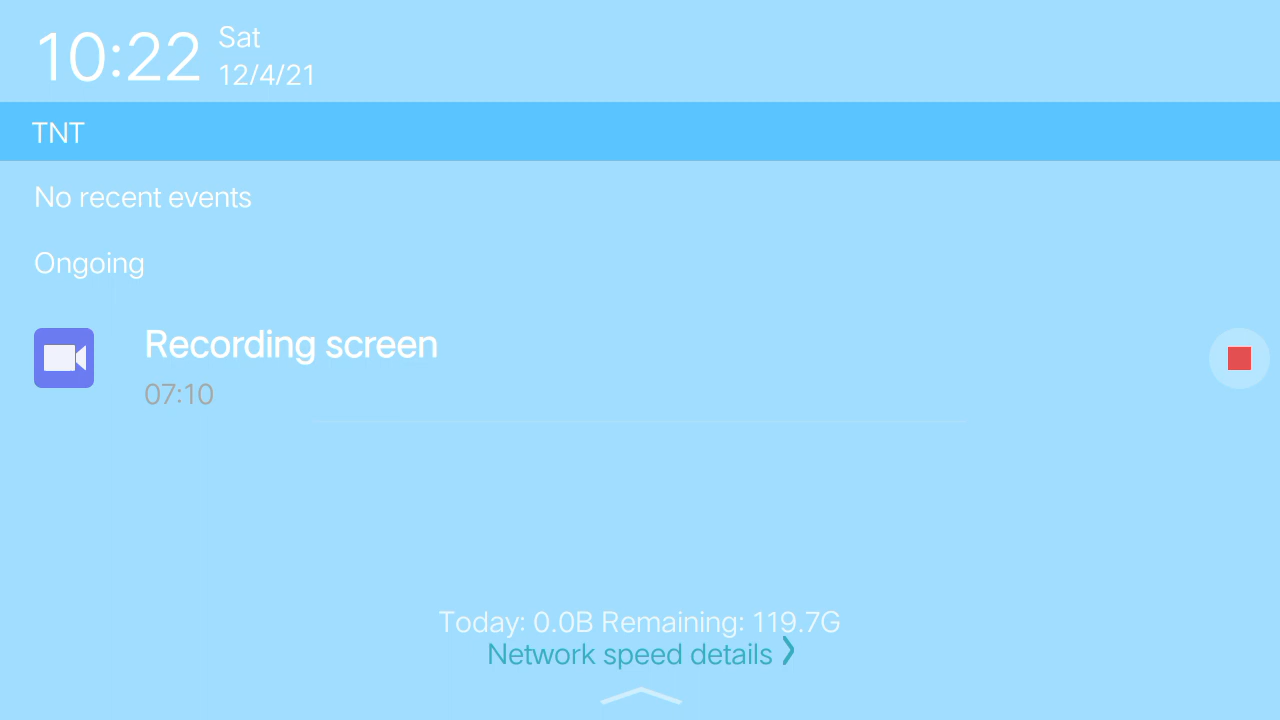 10:22
Sat
12/4/21
TNT
No recent events
Ongoing
Recording screen
07:10
Today: 0.0B Remaining: 119.7G
Network speed details